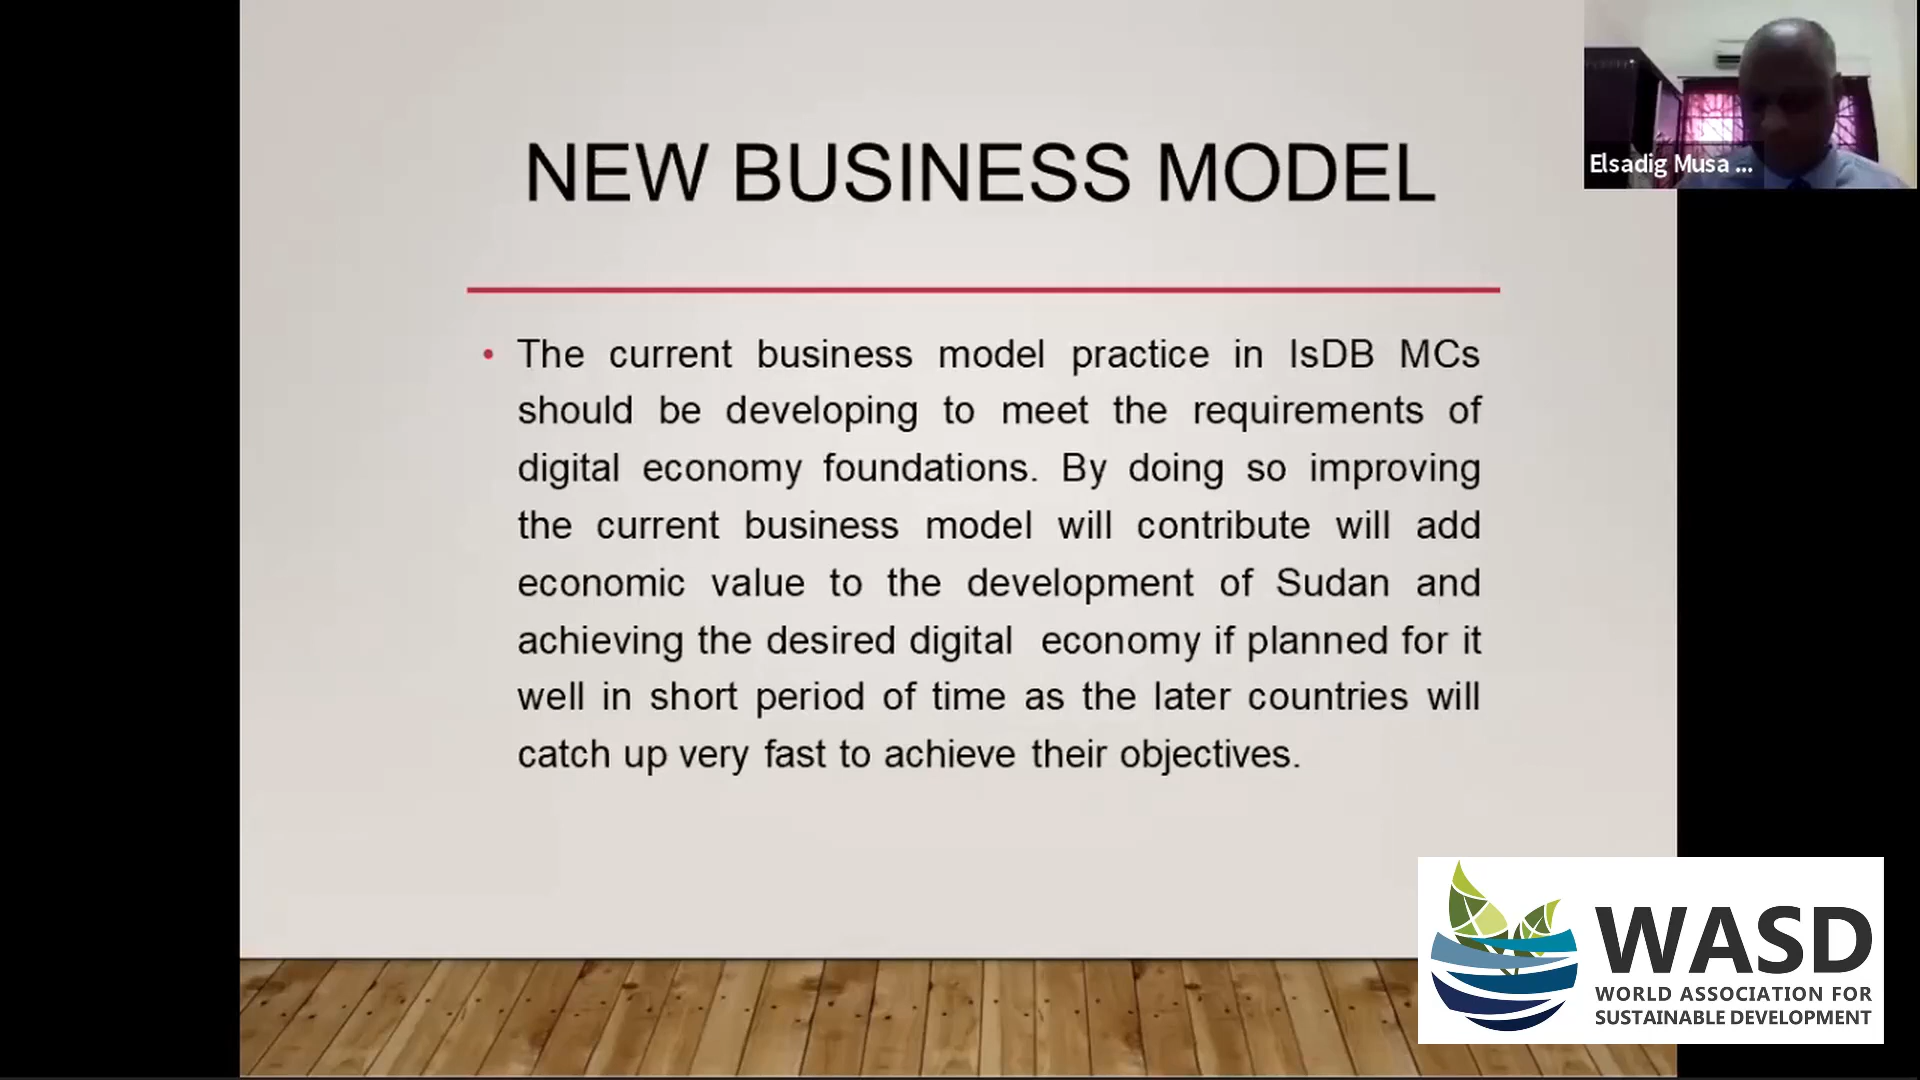 NEW BUSINESS MODEL
Elsadig Musa ...
• The current business model practice in IsDB MCs
should be developing to meet the requirements of
digital economy foundations. By doing so improving
the current business model will contribute will add
economic value to the development of Sudan and
achieving the desired digital economy if planned for it
well in short period of time as the later countries will
catch up very fast to achieve their objectives.
WASD
WORLD ASSOCIATION FOR
SUSTAINABLE DEVELOPMENT